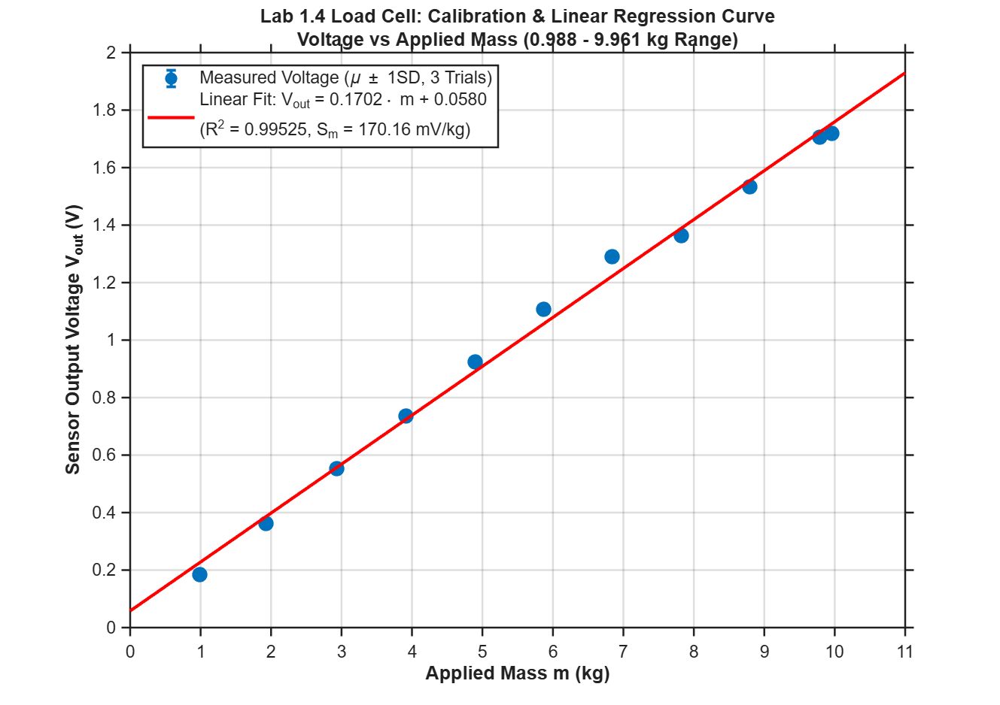 Lab 1.4 Load Cell: Calibration & Linear Regression Curve
Voltage vs Applied Mass (0.988 - 9.961 kg Range)
Measured Voltage (μ ± 1SD, 3 Trials)
Linear Fit: Vout = 0.1702 · m + 0.0580
(R² = 0.99525, Sm = 170.16 mV/kg)
Sensor Output Voltage Vout (V)
2
1.8
1.6
1.4
1.2
1
0.8
0.6
0.4
0.2
0
0 1 2 3 4 5 6 7 8 9 10 11
Applied Mass m (kg)